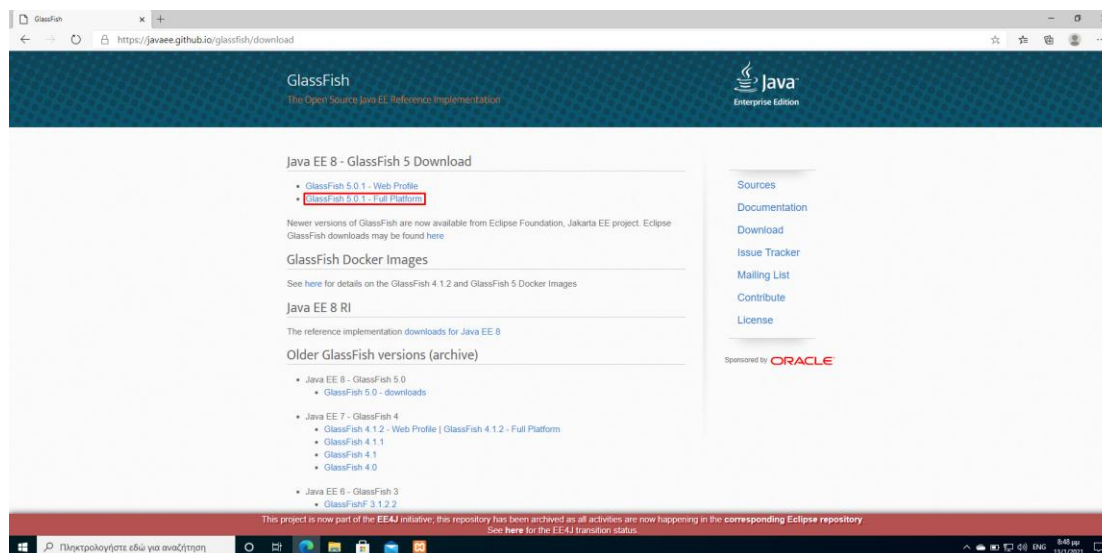 GlassFish
https://javaee.github.io/glassfish/download
GlassFish
The Open Source Java EE Reference Implementation
Java
Enterprise Edition
Java EE 8 - GlassFish 5 Download
GlassFish 5.0.1 - Web Profile
GlassFish 5.0.1 - Full Platform
Newer versions of GlassFish are now available from Eclipse Foundation, Jakarta EE project. Eclipse
GlassFish downloads may be found here
GlassFish Docker Images
See here for details on the GlassFish 4.1.2 and GlassFish 5 Docker Images
Java EE 8 RI
The reference implementation downloads for Java EE 8
Older GlassFish versions (archive)
Java EE 8 - GlassFish 5.0
GlassFish 5.0 - downloads
Java EE 7 - GlassFish 4
GlassFish 4.1.2 - Web Profile | GlassFish 4.1.2 - Full Platform
GlassFish 4.1.1
GlassFish 4.1
GlassFish 4.0
Java EE 6 - GlassFish 3
GlassFishF 3.1.2.2
Sources
Documentation
Download
Issue Tracker
Mailing List
Contribute
License
Sponsored by ORACLE
This project is now part of the EE4J initiative; this repository has been archived as all activities are now happening in the corresponding Eclipse repository
See here for the EE4J transition status
Πληκτρολογήστε εδώ για αναζήτηση
ENG
8:48 μμ
13/1/2021